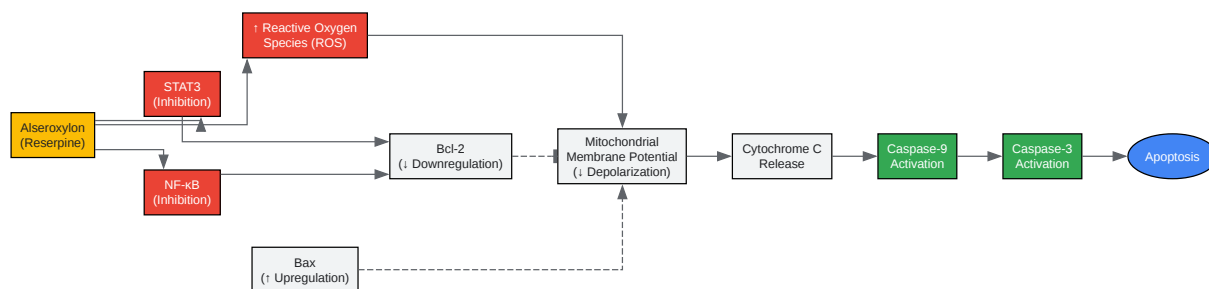 ↑ Reactive Oxygen
Species (ROS)
STAT3
(Inhibition)
Alseroxylon
(Reserpine)
NF-κB
(Inhibition)
Bcl-2
(↓ Downregulation)
Bax
(↑ Upregulation)
Mitochondrial
Membrane Potential
(↓ Depolarization)
Cytochrome C
Release
Caspase-9
Activation
Caspase-3
Activation
Apoptosis